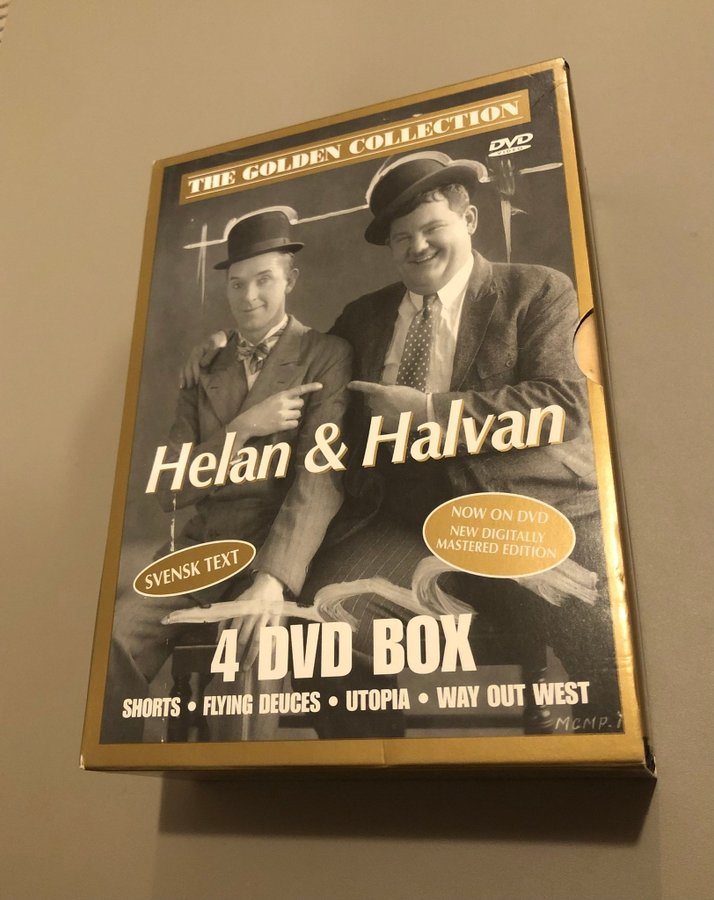 THE GOLDEN COLLECTION
DVD
VIDEO
Helan & Halvan
NOW ON DVD
NEW DIGITALLY
MASTERED EDITION
SVENSK TEXT
4 DVD BOX
SHORTS • FLYING DEUCES • UTOPIA • WAY OUT WEST